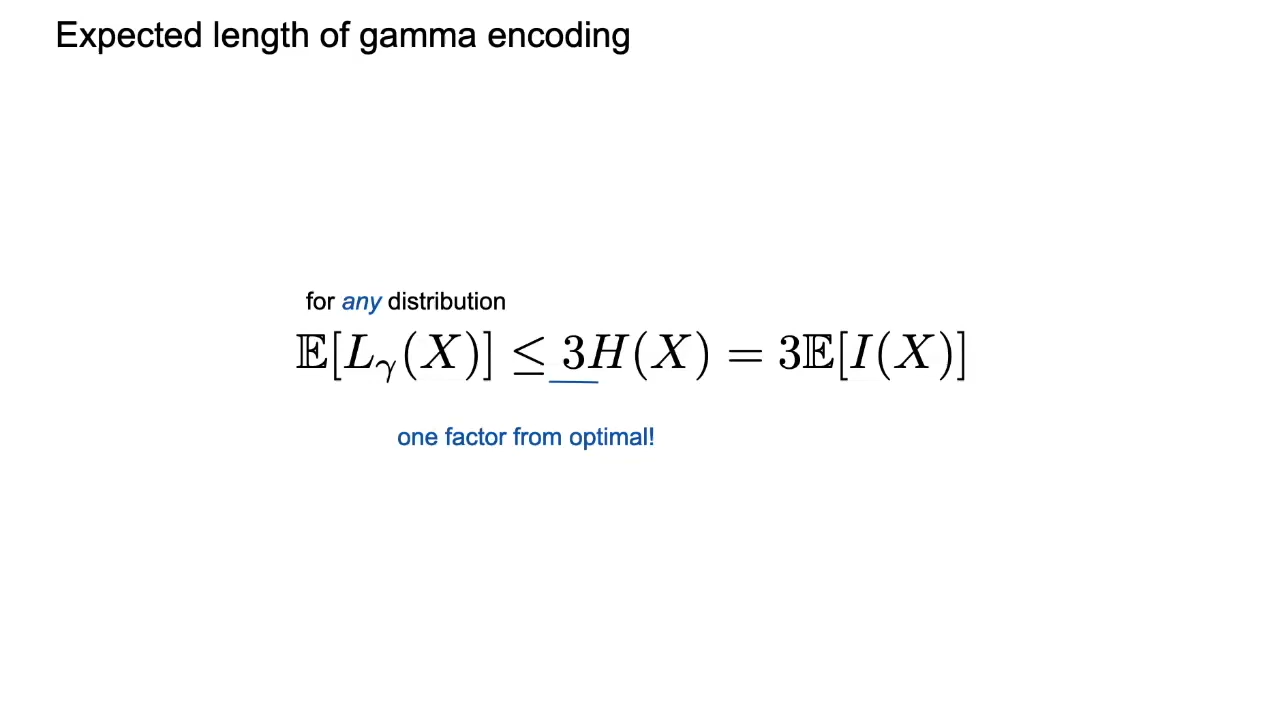 Expected length of gamma encoding
for any distribution
𝔼[L_γ(X)] ≤ 3H(X) = 3𝔼[I(X)]
one factor from optimal!